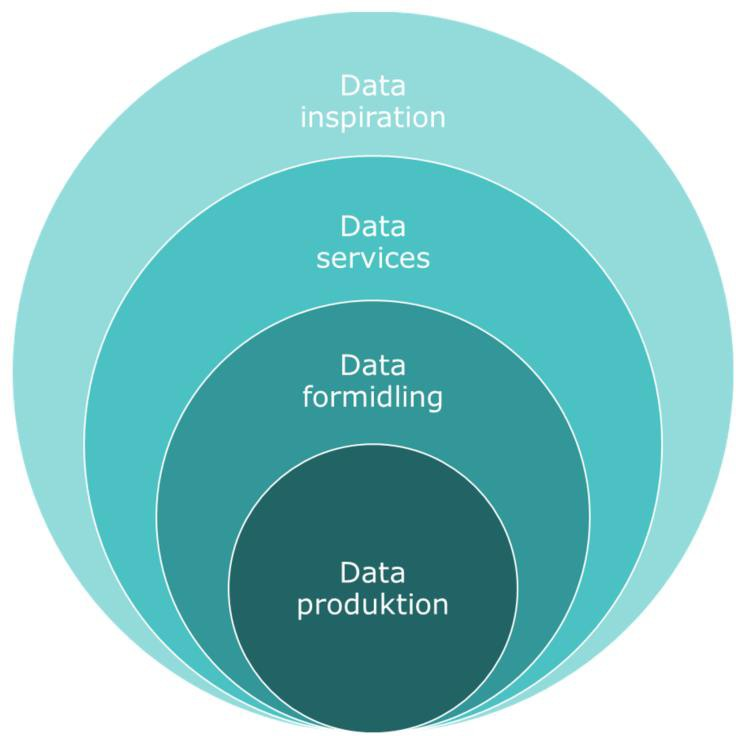 Data
inspiration
Data
services
Data
formidling
Data
produktion